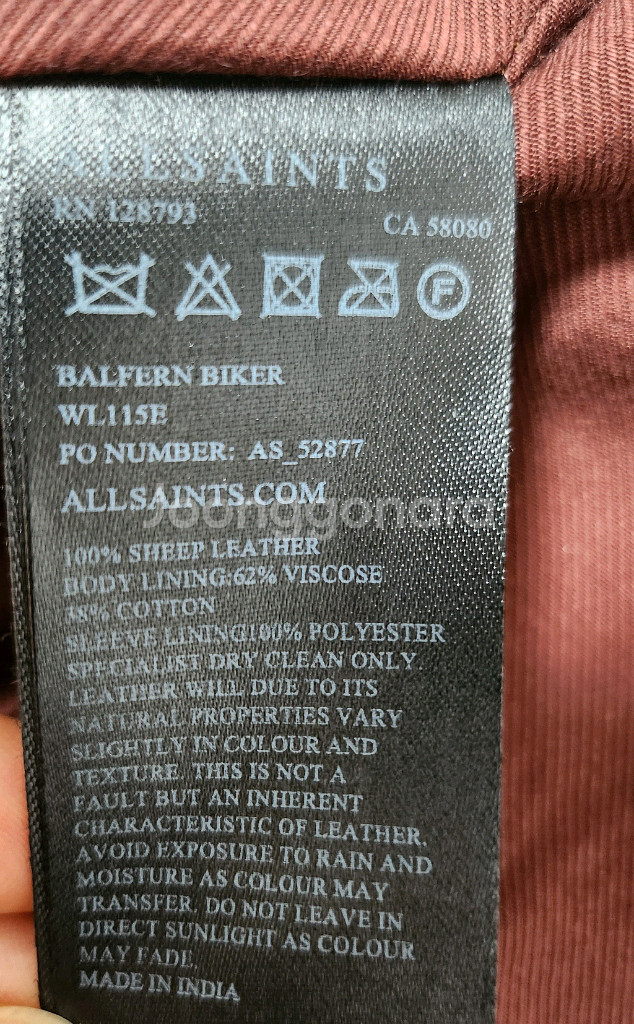 ALLSAINTS
RN 128793
CA 58080
F
BALFERN BIKER
WL115E
PO NUMBER: AS_52877
ALLSAINTS.COM
Joonggonara
100% SHEEP LEATHER
BODY LINING:62% VISCOSE
38% COTTON
SLEEVE LINING100% POLYESTER
SPECIALIST DRY CLEAN ONLY.
LEATHER WILL DUE TO ITS
NATURAL PROPERTIES VARY
SLIGHTLY IN COLOUR AND
TEXTURE. THIS IS NOT A
FAULT BUT AN INHERENT
CHARACTERISTIC OF LEATHER.
AVOID EXPOSURE TO RAIN AND
MOISTURE AS COLOUR MAY
TRANSFER. DO NOT LEAVE IN
DIRECT SUNLIGHT AS COLOUR
MAY FADE.
MADE IN INDIA